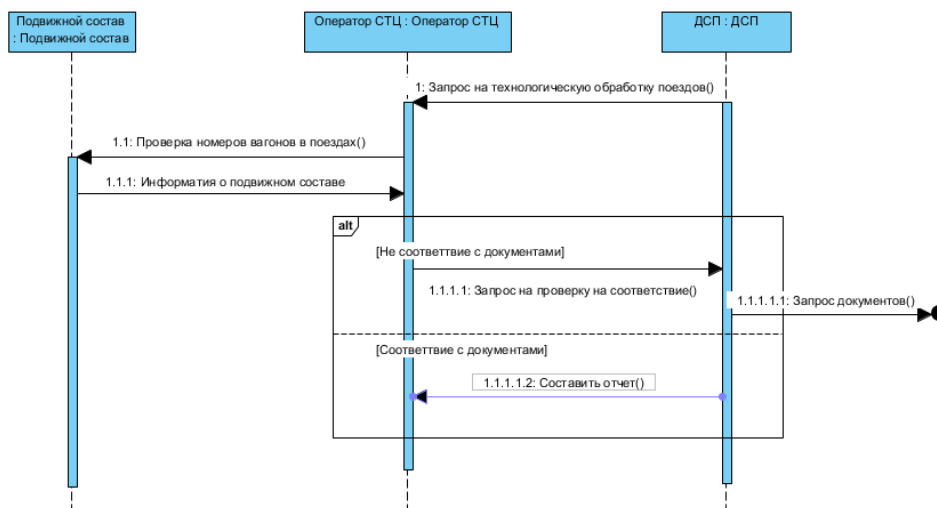 Подвижной состав
: Подвижной состав
Оператор СТЦ : Оператор СТЦ
ДСП : ДСП
1: Запрос на технологическую обработку поездов()
1.1: Проверка номеров вагонов в поездах()
1.1.1: Информатия о подвижном составе
alt
[Не соответтвие с документами]
1.1.1.1: Запрос на проверку на соответствие()
1.1.1.1.1: Запрос документов()
[Соответтвие с документами]
1.1.1.1.2: Составить отчет()